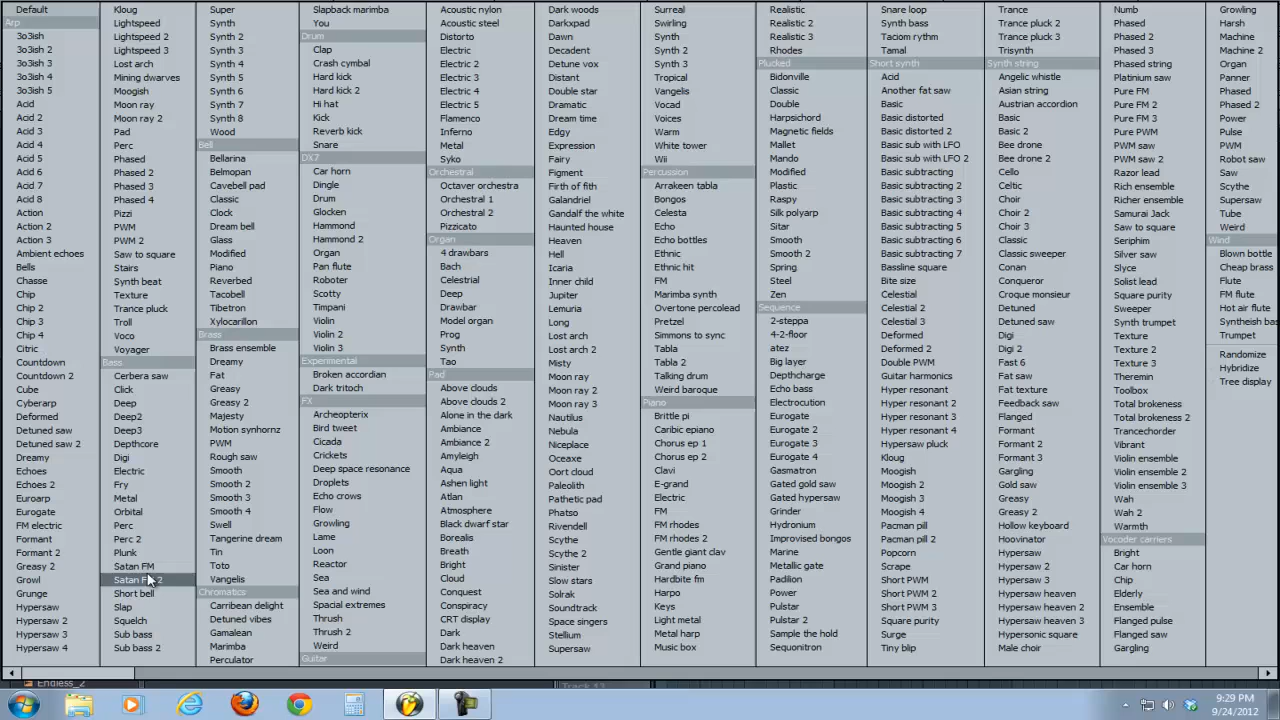 Default
Arp
3o3ish
3o3ish 2
3o3ish 3
3o3ish 4
3o3ish 5
Acid
Acid 2
Acid 3
Acid 4
Acid 5
Acid 6
Acid 7
Acid 8
Action
Action 2
Action 3
Ambient echoes
Bells
Chasse
Chip
Chip 2
Chip 3
Chip 4
Citric
Countdown
Countdown 2
Cube
Cyberarp
Deformed
Detuned saw
Detuned saw 2
Dreamy
Echoes
Echoes 2
Euroarp
Eurogate
FM electric
Formant
Formant 2
Greasy 2
Growl
Grunge
Hypersaw
Hypersaw 2
Hypersaw 3
Hypersaw 4
Kloug
Lightspeed
Lightspeed 2
Lightspeed 3
Lost arch
Mining dwarves
Moogish
Moon ray
Moon ray 2
Pad
Perc
Phased
Phased 2
Phased 3
Phased 4
Pizzi
PWM
PWM 2
Saw to square
Stairs
Synth beat
Texture
Trance pluck
Troll
Voco
Voyager
Bass
Cerbera saw
Click
Deep
Deep2
Deep3
Depthcore
Digi
Electric
Fry
Metal
Orbital
Perc
Perc 2
Plunk
Satan FM
Satan FM 2
Short bell
Slap
Squelch
Sub bass
Sub bass 2
Super
Synth
Synth 2
Synth 3
Synth 4
Synth 5
Synth 6
Synth 7
Synth 8
Wood
Bell
Bellarina
Belmopan
Cavebell pad
Classic
Clock
Dream bell
Glass
Modified
Piano
Reverbed
Tacobell
Tibetron
Xylocarillon
Brass
Brass ensemble
Dreamy
Fat
Greasy
Greasy 2
Majesty
Motion synhornz
PWM
Rough saw
Smooth
Smooth 2
Smooth 3
Smooth 4
Swell
Tangerine dream
Tin
Toto
Vangelis
Chromatics
Carribean delight
Detuned vibes
Gamalean
Marimba
Perculator
Slapback marimba
You
Drum
Clap
Crash cymbal
Hard kick
Hard kick 2
Hi hat
Kick
Reverb kick
Snare
DX7
Car horn
Dingle
Drum
Glocken
Hammond
Hammond 2
Organ
Pan flute
Roboter
Scotty
Timpani
Violin
Violin 2
Violin 3
Experimental
Broken accordian
Dark tritoch
FX
Archeopterix
Bird tweet
Cicada
Crickets
Deep space resonance
Droplets
Echo crows
Flow
Growling
Lame
Loon
Reactor
Sea
Sea and wind
Spacial extremes
Thrush
Thrush 2
Weird
Guitar
Acoustic nylon
Acoustic steel
Distorto
Electric
Electric 2
Electric 3
Electric 4
Electric 5
Flamenco
Inferno
Metal
Syko
Orchestral
Octaver orchestra
Orchestral 1
Orchestral 2
Pizzicato
Organ
4 drawbars
Bach
Celestrial
Deep
Drawbar
Model organ
Prog
Synth
Tao
Pad
Above clouds
Above clouds 2
Alone in the dark
Ambiance
Ambiance 2
Amyleigh
Aqua
Ashen light
Atlan
Atmosphere
Black dwarf star
Borealis
Breath
Bright
Cloud
Conquest
Conspiracy
CRT display
Dark
Dark heaven
Dark heaven 2
Dark woods
Darkxpad
Dawn
Decadent
Detune vox
Distant
Double star
Dramatic
Dream time
Edgy
Expression
Fairy
Figment
Firth of fith
Galandriel
Gandalf the white
Haunted house
Heaven
Hell
Icaria
Inner child
Jupiter
Lemuria
Long
Lost arch
Lost arch 2
Misty
Moon ray
Moon ray 2
Moon ray 3
Nautilus
Nebula
Niceplace
Oceaxe
Oort cloud
Paleolith
Pathetic pad
Phatso
Rivendell
Scythe
Scythe 2
Sinister
Slow stars
Solrak
Soundtrack
Space singers
Stellium
Supersaw
Surreal
Swirling
Synth
Synth 2
Synth 3
Tropical
Vangelis
Vocad
Voices
Warm
White tower
Wii
Percussion
Arrakeen tabla
Bongos
Celesta
Echo
Echo bottles
Ethnic
Ethnic hit
FM
Marimba synth
Overtone percolead
Pretzel
Simmons to sync
Tabla
Tabla 2
Talking drum
Weird baroque
Piano
Brittle pi
Caribic epiano
Chorus ep 1
Chorus ep 2
Clavi
E-grand
Electric
FM
FM rhodes
FM rhodes 2
Gentle giant clav
Grand piano
Hardbite fm
Harpo
Keys
Light metal
Metal harp
Music box
Realistic
Realistic 2
Realistic 3
Rhodes
Plucked
Bidonville
Classic
Double
Harpsichord
Magnetic fields
Mallet
Mando
Modified
Plastic
Raspy
Silk polyarp
Sitar
Smooth
Smooth 2
Spring
Steel
Zen
Sequence
2-steppa
4-2-floor
atez
Big layer
Depthcharge
Echo bass
Electrocution
Eurogate
Eurogate 2
Eurogate 3
Eurogate 4
Gasmatron
Gated gold saw
Gated hypersaw
Grinder
Hydronium
Improvised bongos
Marine
Metallic gate
Padilion
Power
Pulstar
Pulstar 2
Sample the hold
Sequonitron
Snare loop
Synth bass
Taciom rythm
Tamal
Short synth
Acid
Another fat saw
Basic
Basic distorted
Basic distorted 2
Basic sub with LFO
Basic sub with LFO 2
Basic subtracting
Basic subtracting 2
Basic subtracting 3
Basic subtracting 4
Basic subtracting 5
Basic subtracting 6
Basic subtracting 7
Bassline square
Bite size
Celestial
Celestial 2
Celestial 3
Deformed
Deformed 2
Double PWM
Guitar harmonics
Hyper resonant
Hyper resonant 2
Hyper resonant 3
Hyper resonant 4
Hypersaw pluck
Kloug
Moogish
Moogish 2
Moogish 3
Moogish 4
Pacman pill
Pacman pill 2
Popcorn
Scrape
Short PWM
Short PWM 2
Short PWM 3
Square purity
Surge
Tiny blip
Trance
Trance pluck 2
Trance pluck 3
Trisynth
Synth string
Angelic whistle
Asian string
Austrian accordion
Basic
Basic 2
Bee drone
Bee drone 2
Cello
Celtic
Choir
Choir 2
Choir 3
Classic
Classic sweeper
Conan
Conqueror
Croque monsieur
Detuned
Detuned saw
Digi
Digi 2
Fast 6
Fat saw
Fat texture
Feedback saw
Flanged
Formant
Formant 2
Formant 3
Gargling
Gold saw
Greasy
Greasy 2
Hollow keyboard
Hoovinator
Hypersaw
Hypersaw 2
Hypersaw 3
Hypersaw heaven
Hypersaw heaven 2
Hypersaw heaven 3
Hypersonic square
Male choir
Numb
Phased
Phased 2
Phased 3
Phased string
Platinium saw
Pure FM
Pure FM 2
Pure FM 3
Pure PWM
PWM saw
PWM saw 2
Razor lead
Rich ensemble
Richer ensemble
Samurai Jack
Saw to square
Seriphim
Silver saw
Slyce
Solist lead
Square purity
Sweeper
Synth trumpet
Texture
Texture 2
Texture 3
Theremin
Toolbox
Total brokeness
Total brokeness 2
Trancechorder
Vibrant
Violin ensemble
Violin ensemble 2
Violin ensemble 3
Wah
Wah 2
Warmth
Vocoder carriers
Bright
Car horn
Chip
Elderly
Ensemble
Flanged pulse
Flanged saw
Gargling
Growling
Harsh
Machine
Machine 2
Organ
Panner
Phased
Phased 2
Power
Pulse
PWM
Robot saw
Saw
Scythe
Supersaw
Tube
Weird
Wind
Blown bottle
Cheap brass
Flute
FM flute
Hot air flute
Syntheish bas
Trumpet
Randomize
Hybridize
Tree display
Endless_2
Track 13
9:29 PM
9/24/2012